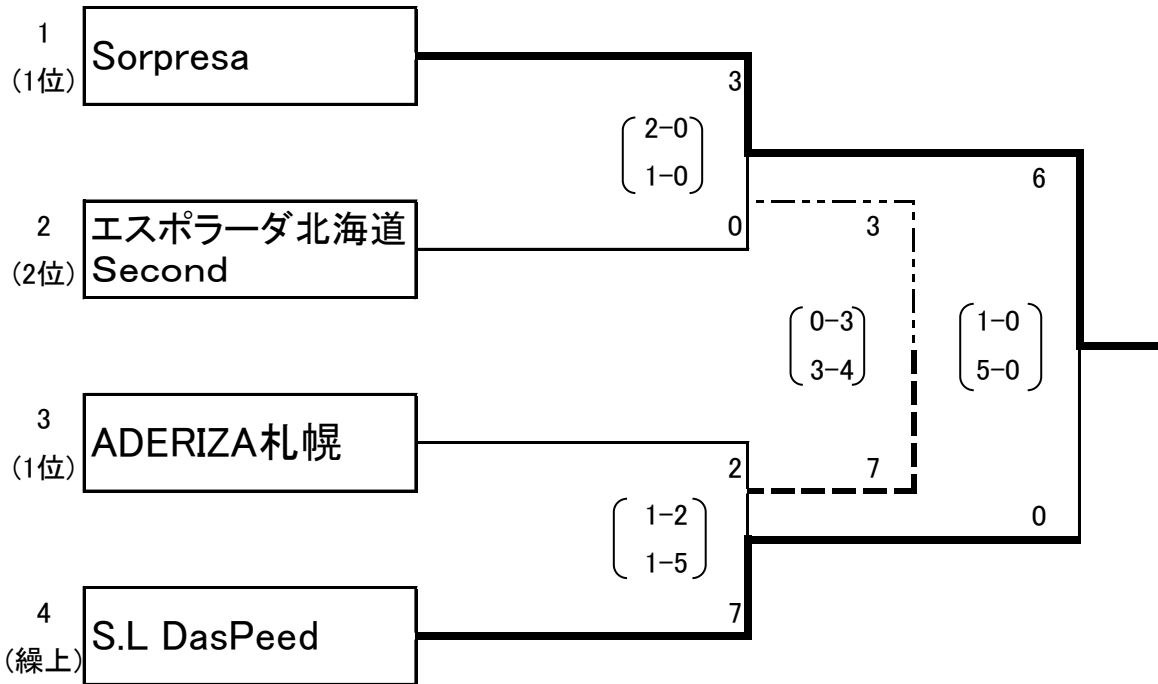 1
(1位)
Sorpresa
3
2-0
1-0
6
2
(2位)
エスポラーダ北海道
Second
0
3
0-3
3-4
1-0
5-0
3
(1位)
ADERIZA札幌
2
7
1-2
1-5
0
4
(繰上)
S.L DasPeed
7